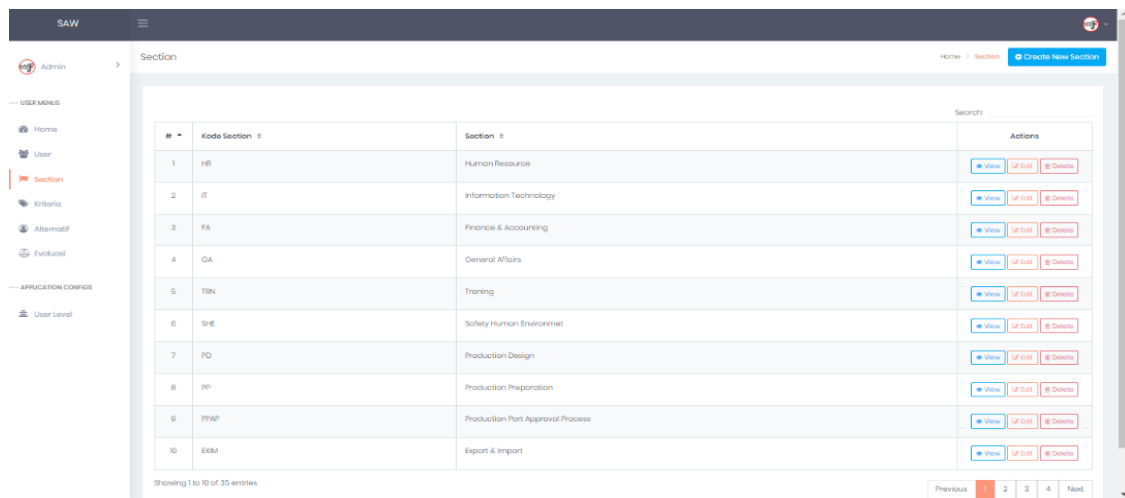 SAW
Admin
Section
Home > Section
Create New Section
--- USER MENUS
Home
User
Section
Kriteria
Alternatif
Evaluasi
--- APPLICATION CONFIGS
User Level
Search:
# Kode Section Section Actions
1 HR Human Resource View Edit Delete
2 IT Information Technology View Edit Delete
3 FA Finance & Accounting View Edit Delete
4 GA General Affairs View Edit Delete
5 TRN Traning View Edit Delete
6 SHE Safety Human Environmet View Edit Delete
7 PD Production Design View Edit Delete
8 PP Production Preparation View Edit Delete
9 PPAP Production Part Approval Process View Edit Delete
10 EXIM Export & Import View Edit Delete
Showing 1 to 10 of 35 entries
Previous 1 2 3 4 Next